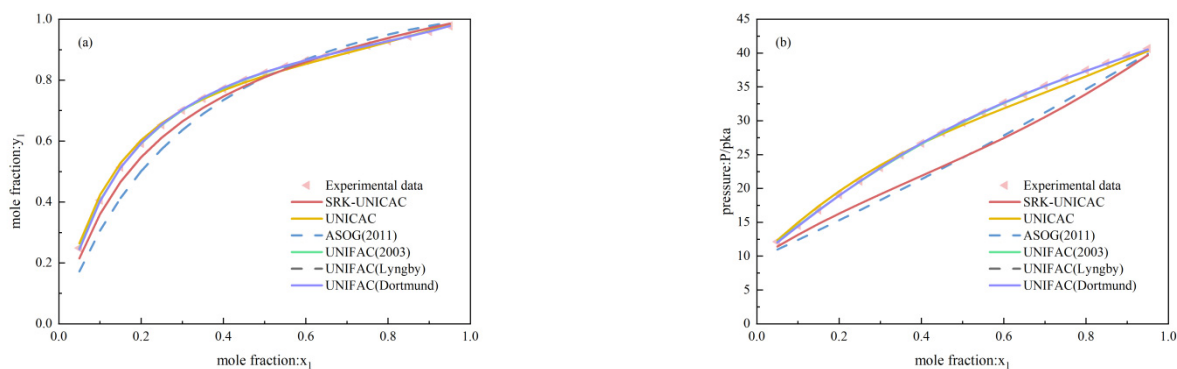 (a)
mole fraction:y1
1.0
0.8
0.6
0.4
0.2
0.0
Experimental data
SRK-UNICAC
UNICAC
ASOG(2011)
UNIFAC(2003)
UNIFAC(Lyngby)
UNIFAC(Dortmund)
0.0 0.2 0.4 0.6 0.8 1.0
mole fraction:x1
(b)
pressure:P/pka
45
40
35
30
25
20
15
10
5
0
Experimental data
SRK-UNICAC
UNICAC
ASOG(2011)
UNIFAC(2003)
UNIFAC(Lyngby)
UNIFAC(Dortmund)
0.0 0.2 0.4 0.6 0.8 1.0
mole fraction:x1